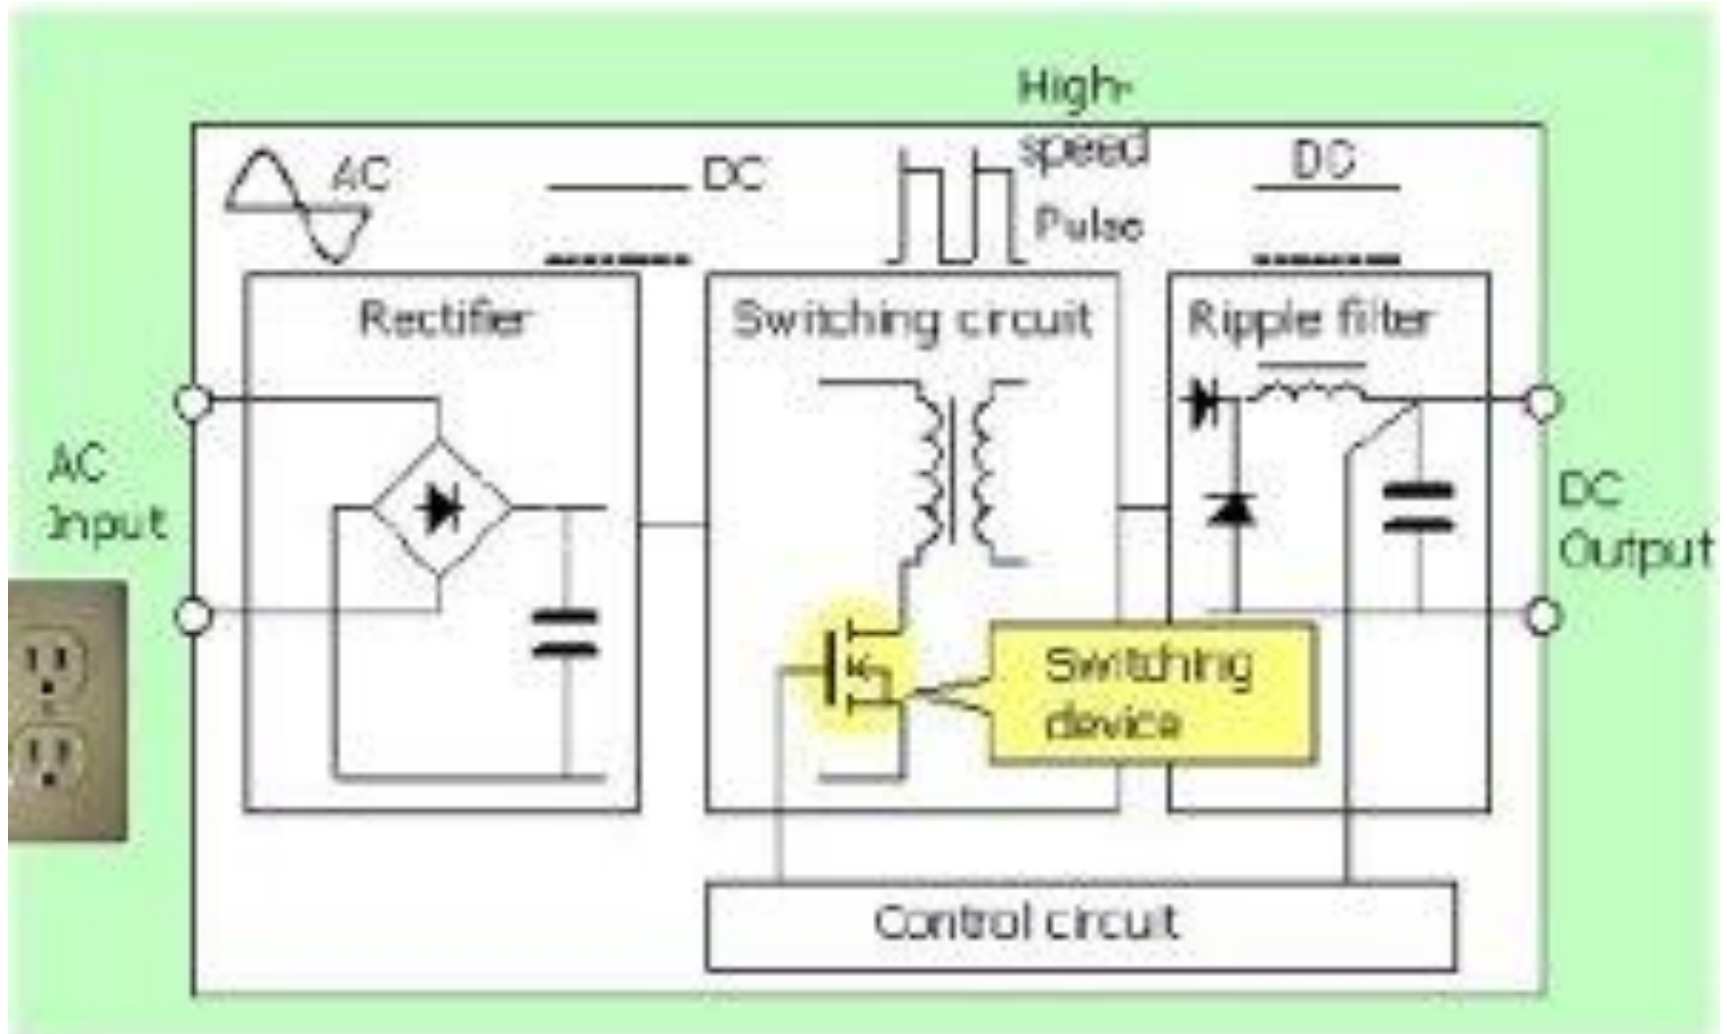 High-
speed
Pulse
AC
DC
DC
Rectifier
Switching circuit
Ripple filter
AC
Input
DC
Output
Switching
device
Control circuit